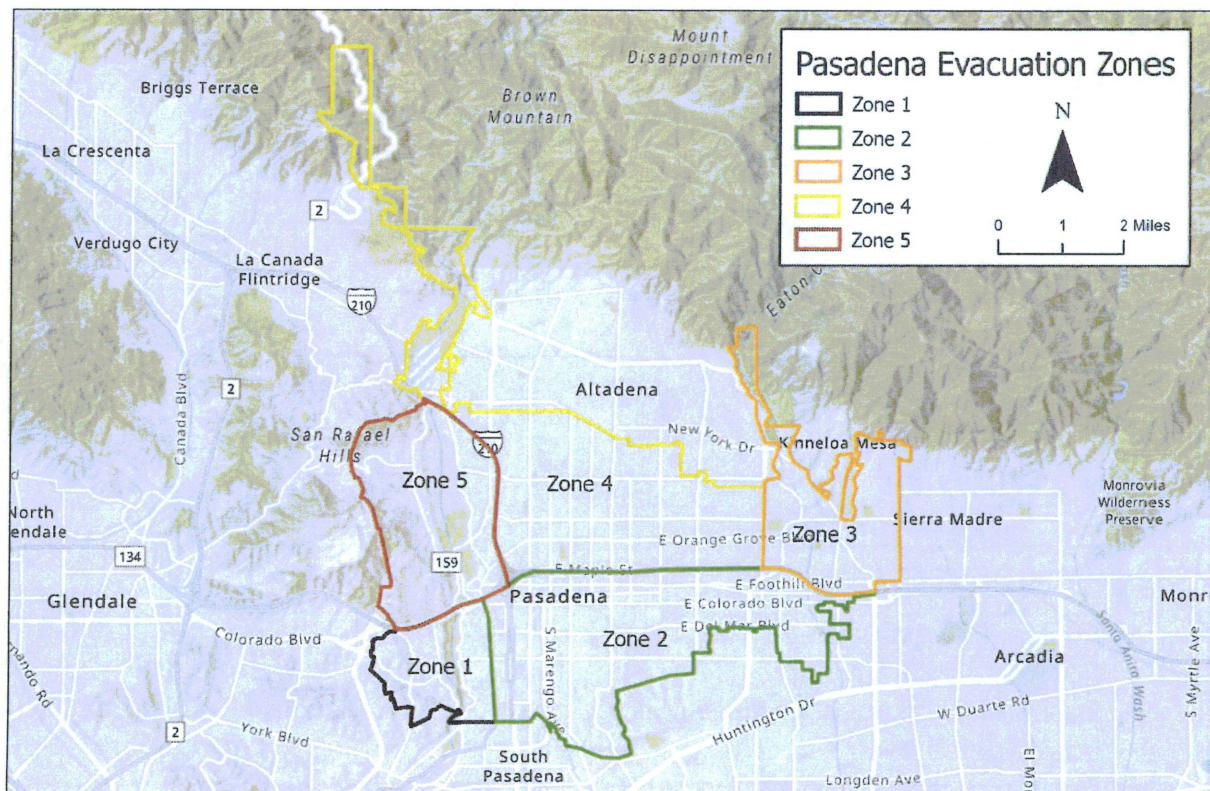 Pasadena Evacuation Zones
Zone 1
Zone 2
Zone 3
Zone 4
Zone 5
N
0 1 2 Miles
Mount
Disappointment
Briggs Terrace
Brown
Mountain
La Crescenta
2
Verdugo City
La Canada
Flintridge
210
Eaton
Canada Blvd
2
Altadena
San Rafael
Hills
210
New York Dr
Kinneloa Mesa
Zone 5
Zone 4
Monrovia
Wilderness
Preserve
North
Sierra Madre
134
159
E Orange Grove
Zone 3
E Maple St
E Foothill Blvd
Glendale
Pasadena
E Colorado Blvd
Colorado Blvd
E Del Mar Blvd
Zone 2
Zone 1
S Marengo Ave
Arcadia
Santa Anita Wash
S Myrtle Ave
2
York Blvd
Huntington Dr
W Duarte Rd
South
Pasadena
Longden Ave